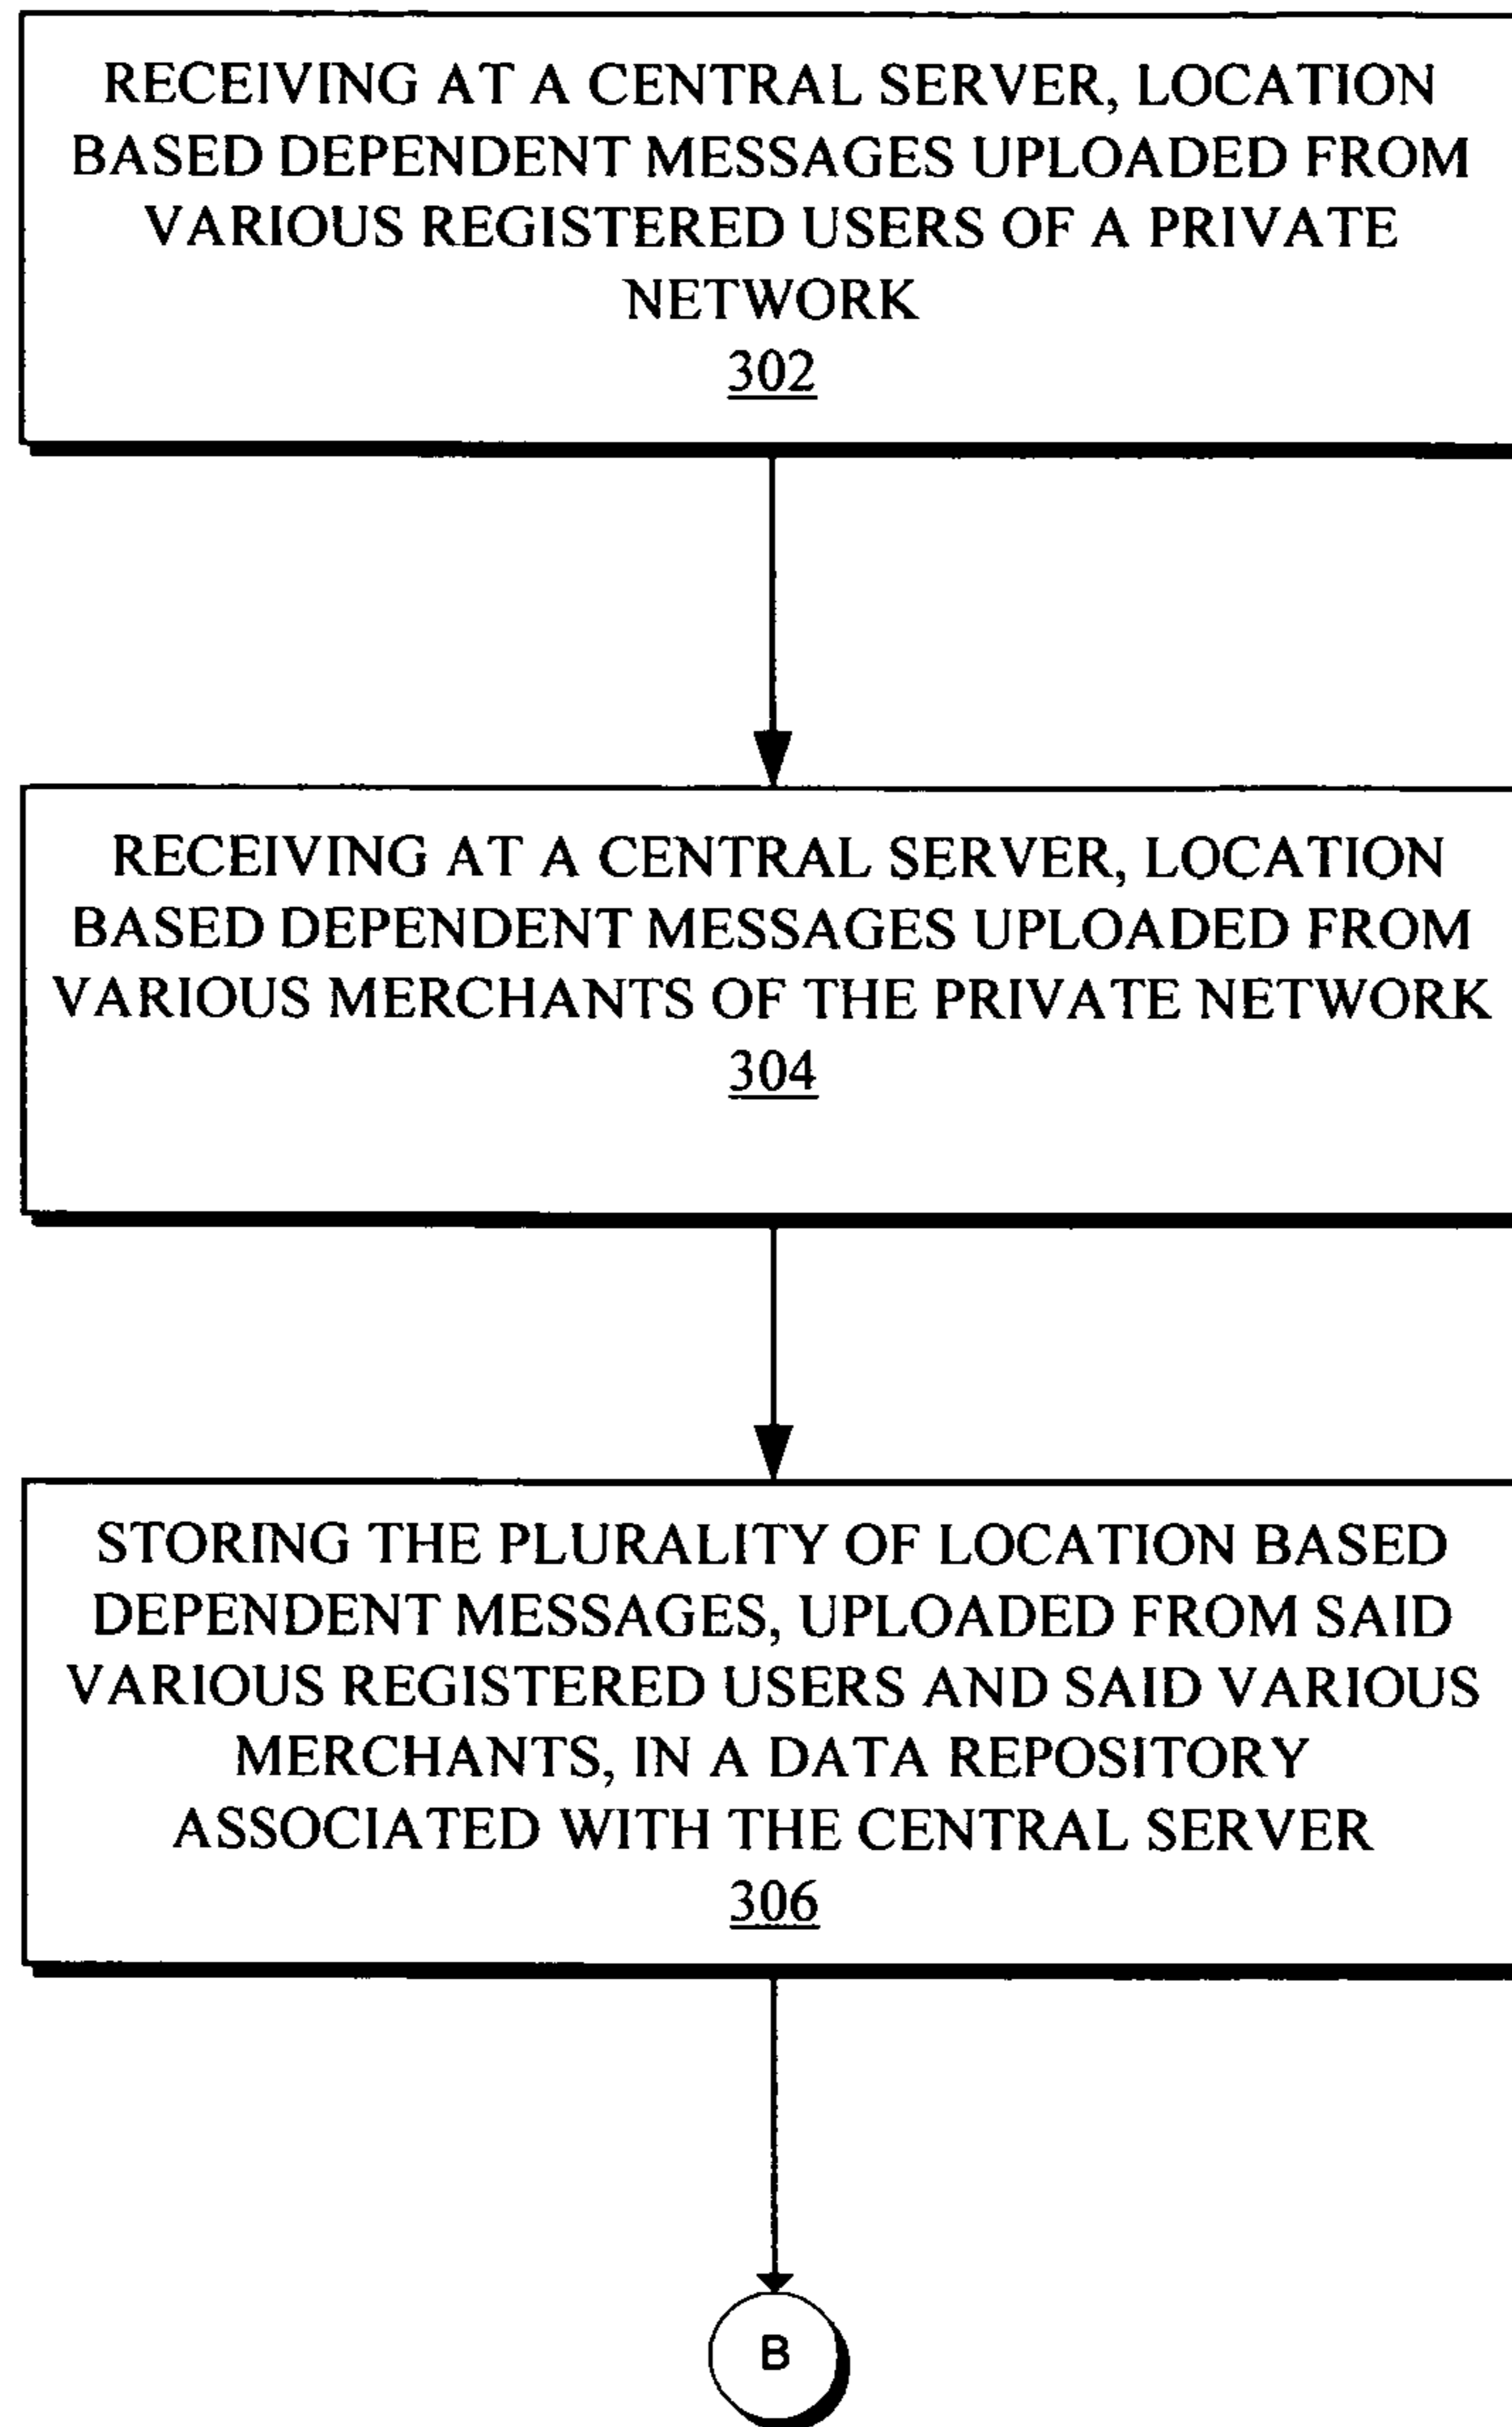 RECEIVING AT A CENTRAL SERVER, LOCATION
BASED DEPENDENT MESSAGES UPLOADED FROM
VARIOUS REGISTERED USERS OF A PRIVATE
NETWORK
302
RECEIVING AT A CENTRAL SERVER, LOCATION
BASED DEPENDENT MESSAGES UPLOADED FROM
VARIOUS MERCHANTS OF THE PRIVATE NETWORK
304
STORING THE PLURALITY OF LOCATION BASED
DEPENDENT MESSAGES, UPLOADED FROM SAID
VARIOUS REGISTERED USERS AND SAID VARIOUS
MERCHANTS, IN A DATA REPOSITORY
ASSOCIATED WITH THE CENTRAL SERVER
306
B